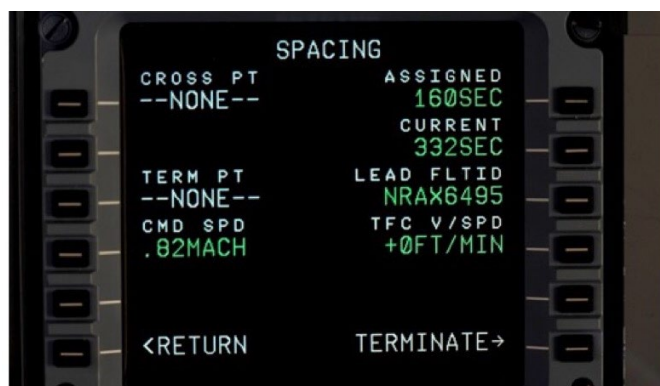 SPACING
CROSS PT ASSIGNED
--NONE-- 160SEC
CURRENT
332SEC
TERM PT LEAD FLTID
--NONE-- NRAX6495
CMD SPD TFC V/SPD
.82MACH +0FT/MIN
<RETURN TERMINATE→